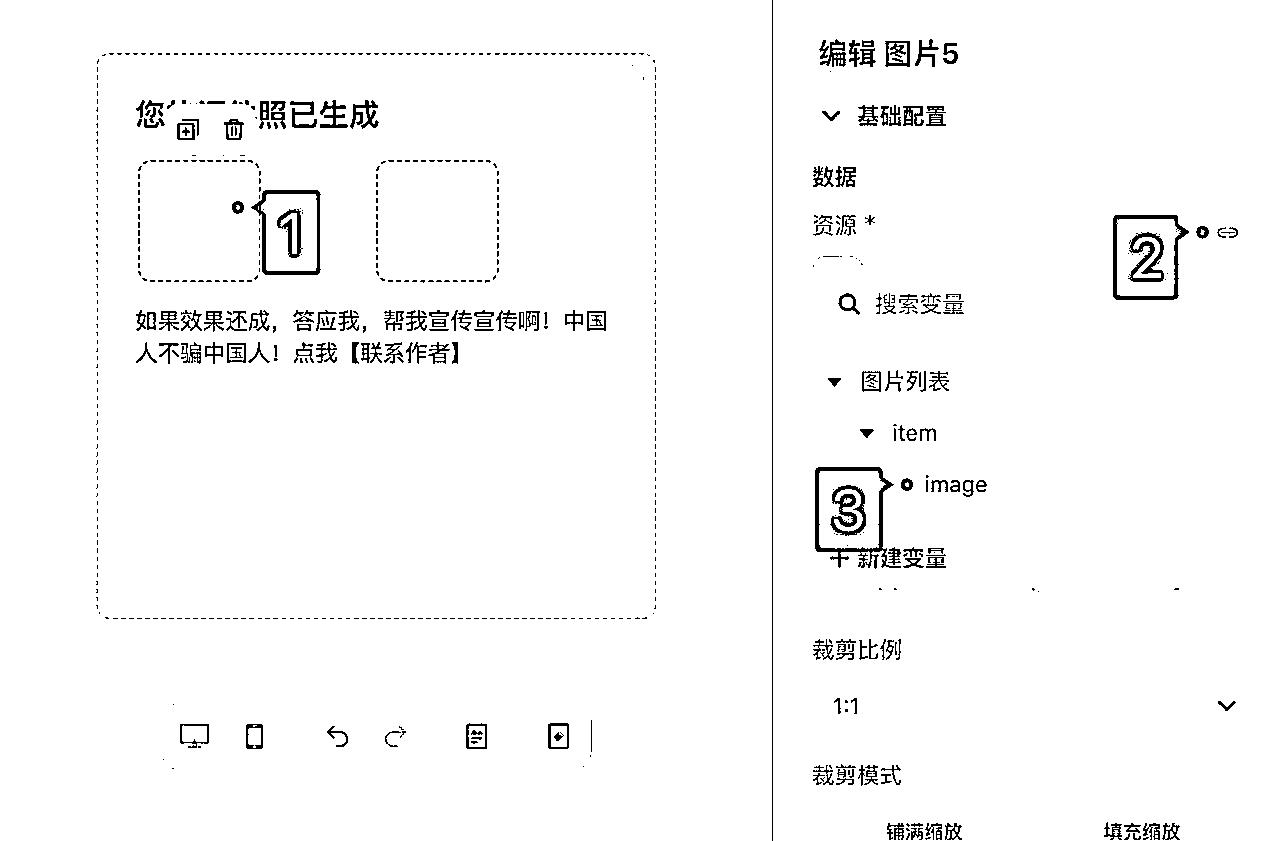 您照已生成
1
如果效果还成，答应我，帮我宣传宣传啊！中国
人不骗中国人！点我【联系作者】
编辑 图片5
基础配置
数据
资源 *
2
搜索变量
图片列表
item
3
image
新建变量
裁剪比例
1:1
裁剪模式
铺满缩放
填充缩放